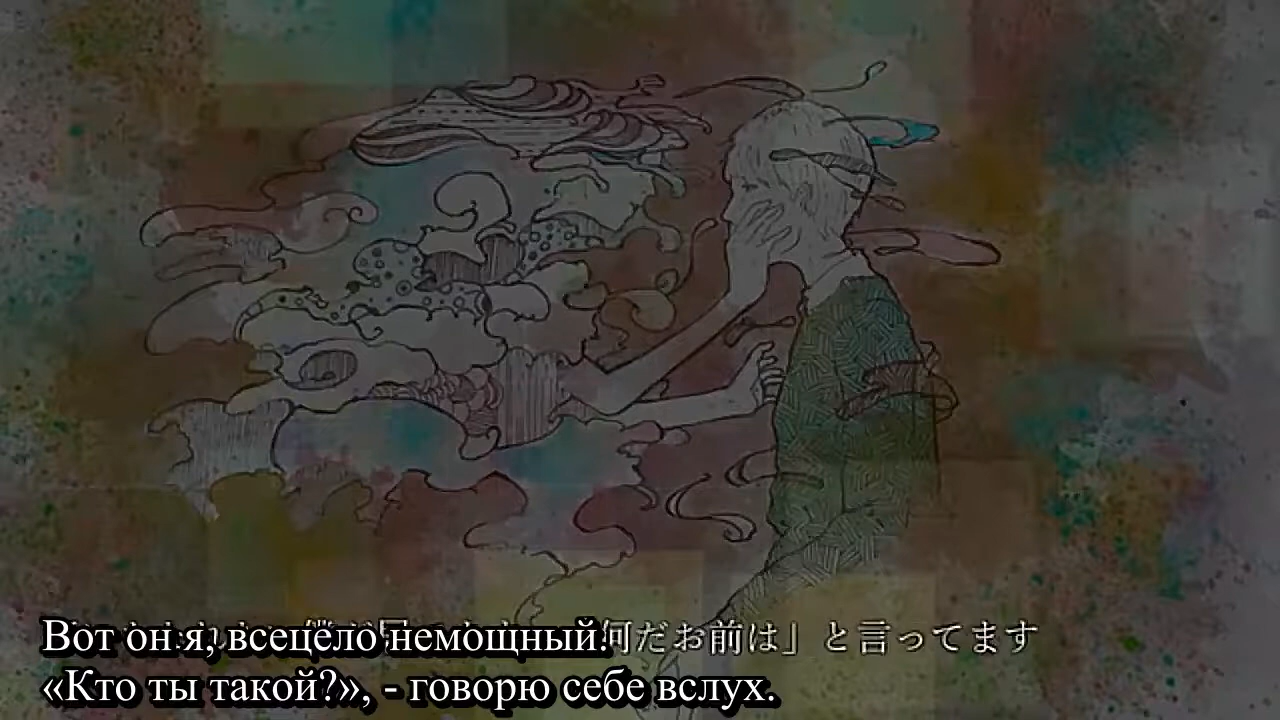 Вот он я, всецело немощный.
何だお前は」と言ってます
«Кто ты такой?», - говорю себе вслух.